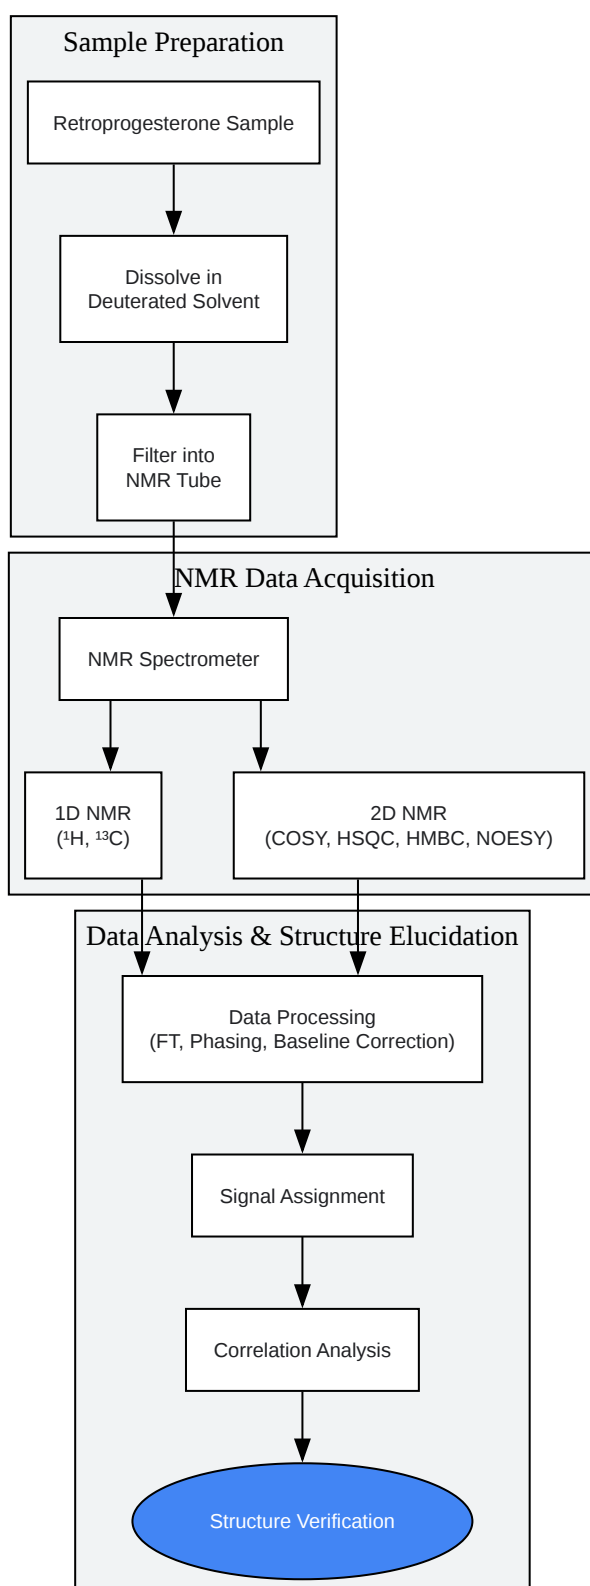 Sample Preparation
Retroprogesterone Sample
Dissolve in
Deuterated Solvent
Filter into
NMR Tube
NMR Data Acquisition
NMR Spectrometer
1D NMR
(¹H, ¹³C)
2D NMR
(COSY, HSQC, HMBC, NOESY)
Data Analysis & Structure Elucidation
Data Processing
(FT, Phasing, Baseline Correction)
Signal Assignment
Correlation Analysis
Structure Verification